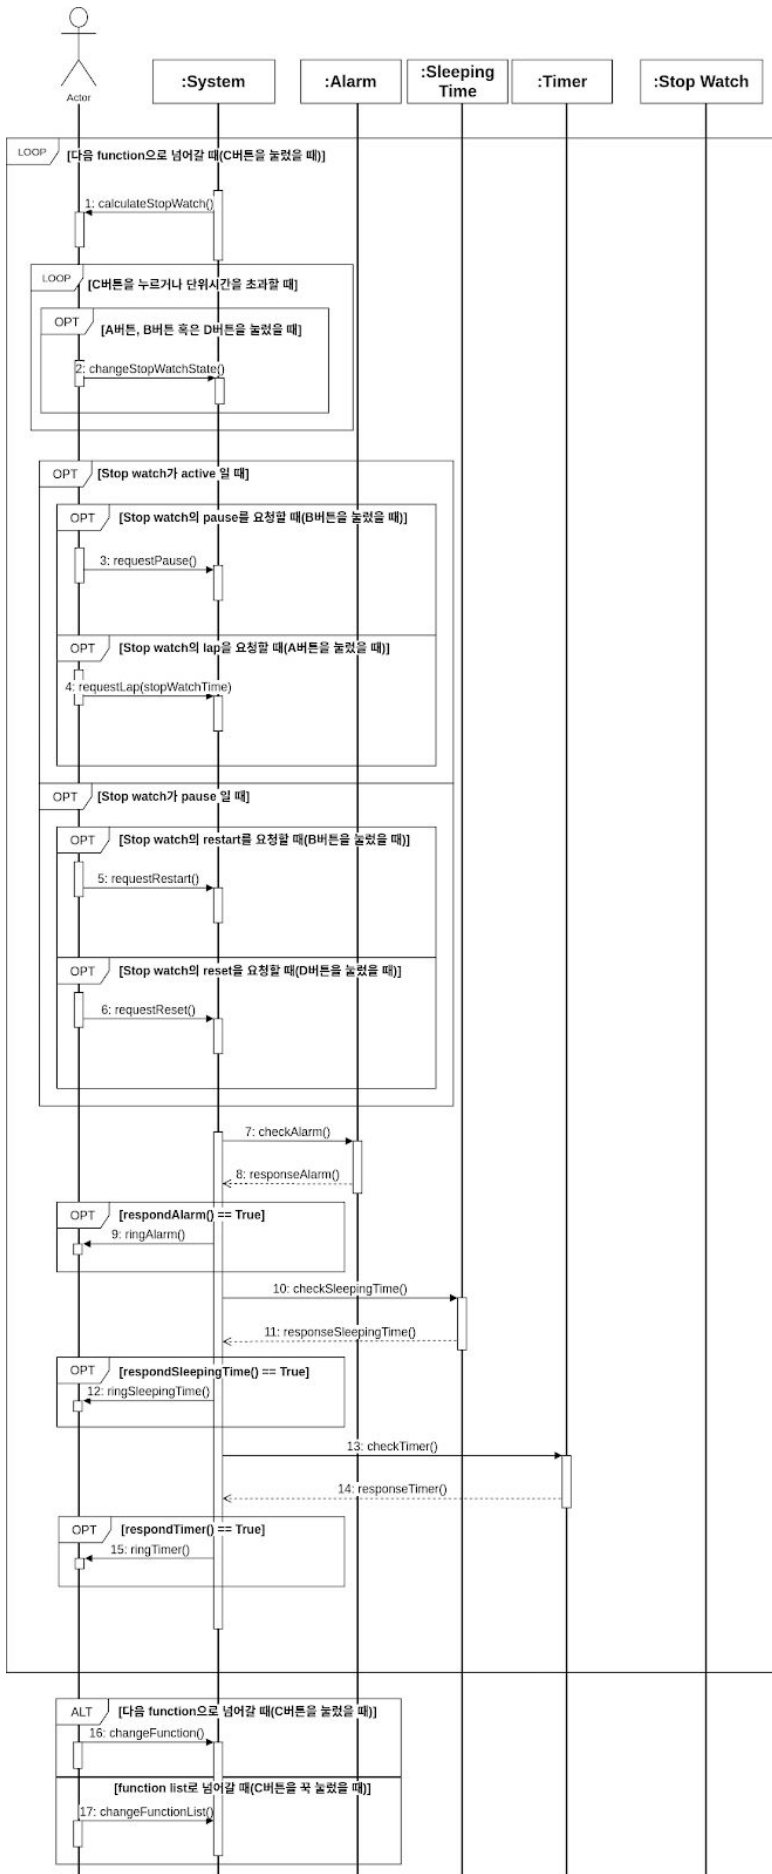 Actor
:System
:Alarm
:Sleeping
Time
:Timer
:Stop Watch
LOOP
[다음 function으로 넘어갈 때(C버튼을 눌렀을 때)]
1: calculateStopWatch()
LOOP
[C버튼을 누르거나 단위시간을 초과할 때]
OPT
[A버튼, B버튼 혹은 D버튼을 눌렀을 때]
2: changeStopWatchState()
OPT
[Stop watch가 active 일 때]
OPT
[Stop watch의 pause를 요청할 때(B버튼을 눌렀을 때)]
3: requestPause()
OPT
[Stop watch의 lap을 요청할 때(A버튼을 눌렀을 때)]
4: requestLap(stopWatchTime)
OPT
[Stop watch가 pause 일 때]
OPT
[Stop watch의 restart를 요청할 때(B버튼을 눌렀을 때)]
5: requestRestart()
OPT
[Stop watch의 reset을 요청할 때(D버튼을 눌렀을 때)]
6: requestReset()
7: checkAlarm()
8: responseAlarm()
OPT
[respondAlarm() == True]
9: ringAlarm()
10: checkSleepingTime()
11: responseSleepingTime()
OPT
[respondSleepingTime() == True]
12: ringSleepingTime()
13: checkTimer()
14: responseTimer()
OPT
[respondTimer() == True]
15: ringTimer()
ALT
[다음 function으로 넘어갈 때(C버튼을 눌렀을 때)]
16: changeFunction()
[function list로 넘어갈 때(C버튼을 꾹 눌렀을 때)]
17: changeFunctionList()